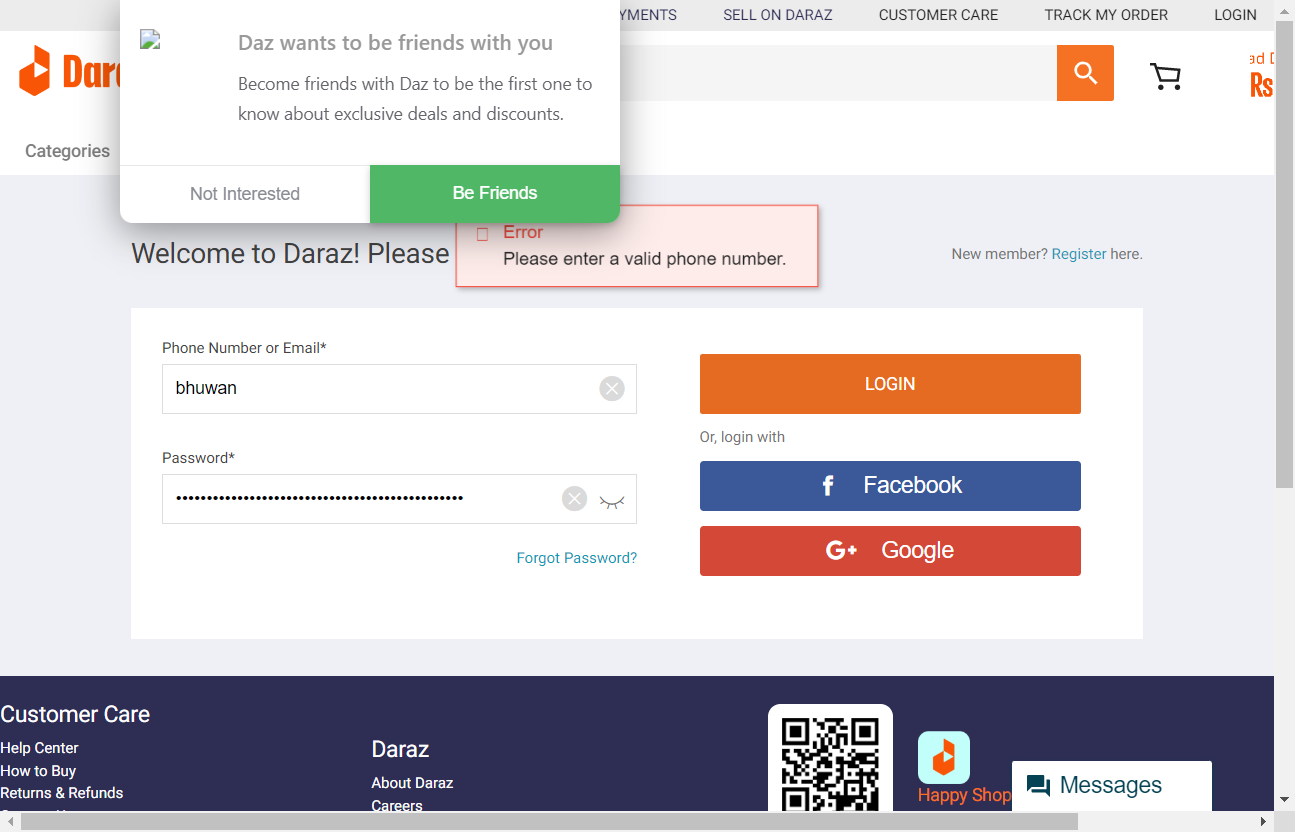 YMENTS SELL ON DARAZ CUSTOMER CARE TRACK MY ORDER LOGIN
Daz wants to be friends with you
Become friends with Daz to be the first one to
know about exclusive deals and discounts.
Not Interested Be Friends
Dar
ad D
Rs
Categories
Welcome to Daraz! Please
Error
Please enter a valid phone number.
New member? Register here.
Phone Number or Email*
bhuwan
Password*
Forgot Password?
LOGIN
Or, login with
Facebook
G+ Google
Customer Care
Help Center
How to Buy
Returns & Refunds
Daraz
About Daraz
Careers
Happy Shop
Messages